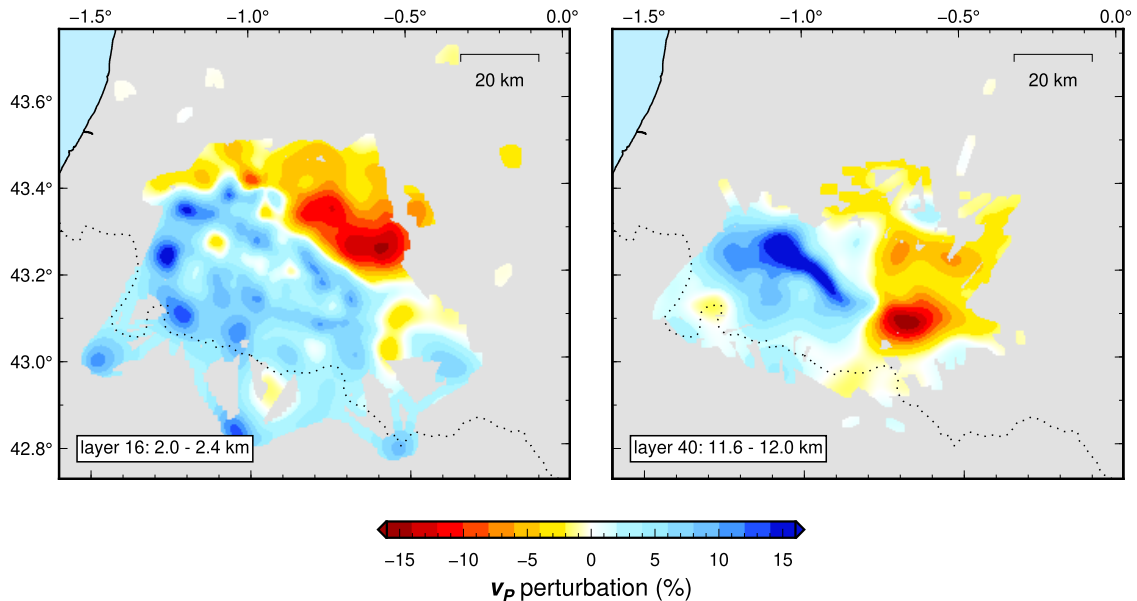 −1.5° −1.0° −0.5° 0.0° −1.5° −1.0° −0.5° 0.0°
20 km 20 km
43.6°
43.4°
43.2°
43.0°
42.8°
layer 16: 2.0 - 2.4 km layer 40: 11.6 - 12.0 km
−15 −10 −5 0 5 10 15
vP perturbation (%)